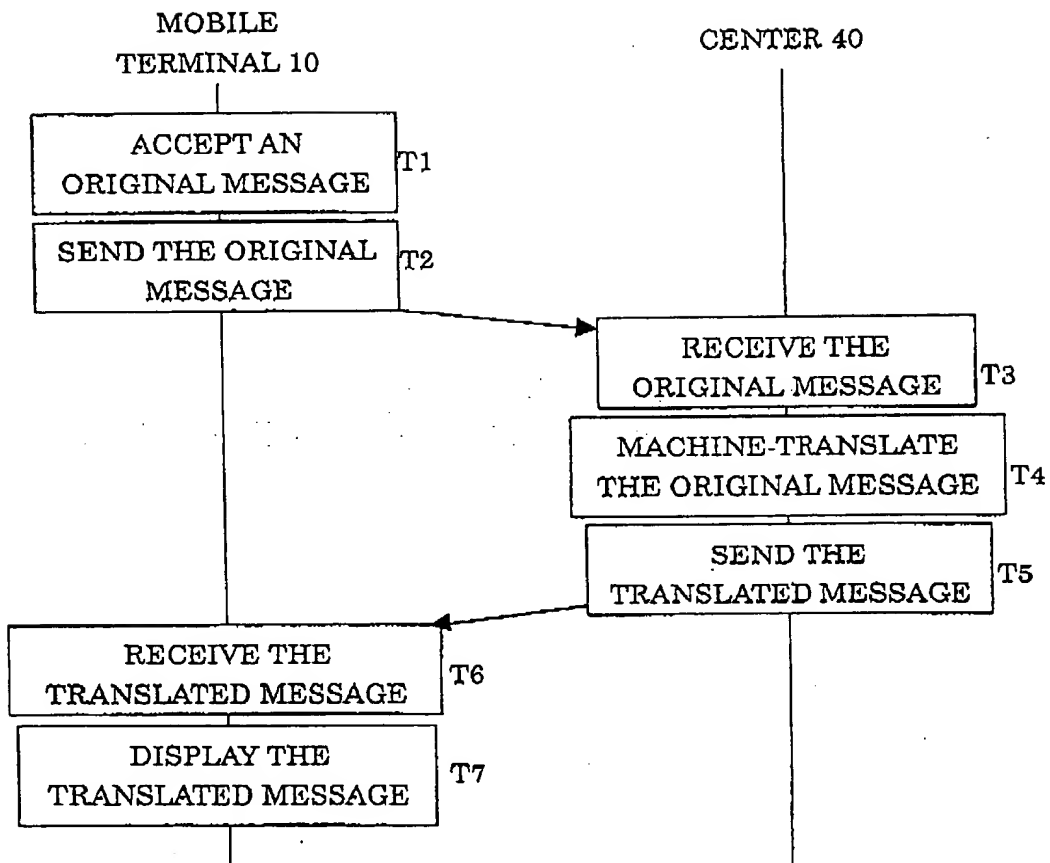 MOBILE
TERMINAL 10
CENTER 40
ACCEPT AN
ORIGINAL MESSAGE
T1
SEND THE ORIGINAL
MESSAGE
T2
RECEIVE THE
ORIGINAL MESSAGE
T3
MACHINE-TRANSLATE
THE ORIGINAL MESSAGE
T4
SEND THE
TRANSLATED MESSAGE
T5
RECEIVE THE
TRANSLATED MESSAGE
T6
DISPLAY THE
TRANSLATED MESSAGE
T7